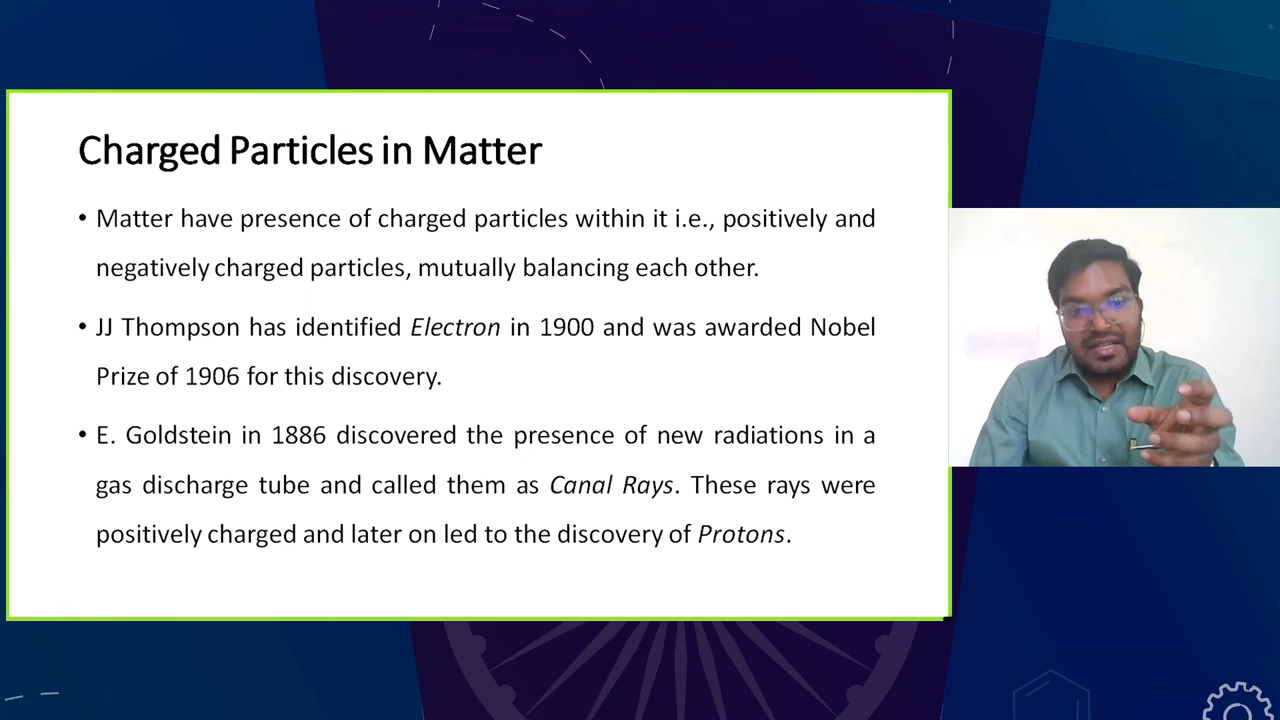 Charged Particles in Matter
• Matter have presence of charged particles within it i.e., positively and
negatively charged particles, mutually balancing each other.
• JJ Thompson has identified Electron in 1900 and was awarded Nobel
Prize of 1906 for this discovery.
• E. Goldstein in 1886 discovered the presence of new radiations in a
gas discharge tube and called them as Canal Rays. These rays were
positively charged and later on led to the discovery of Protons.